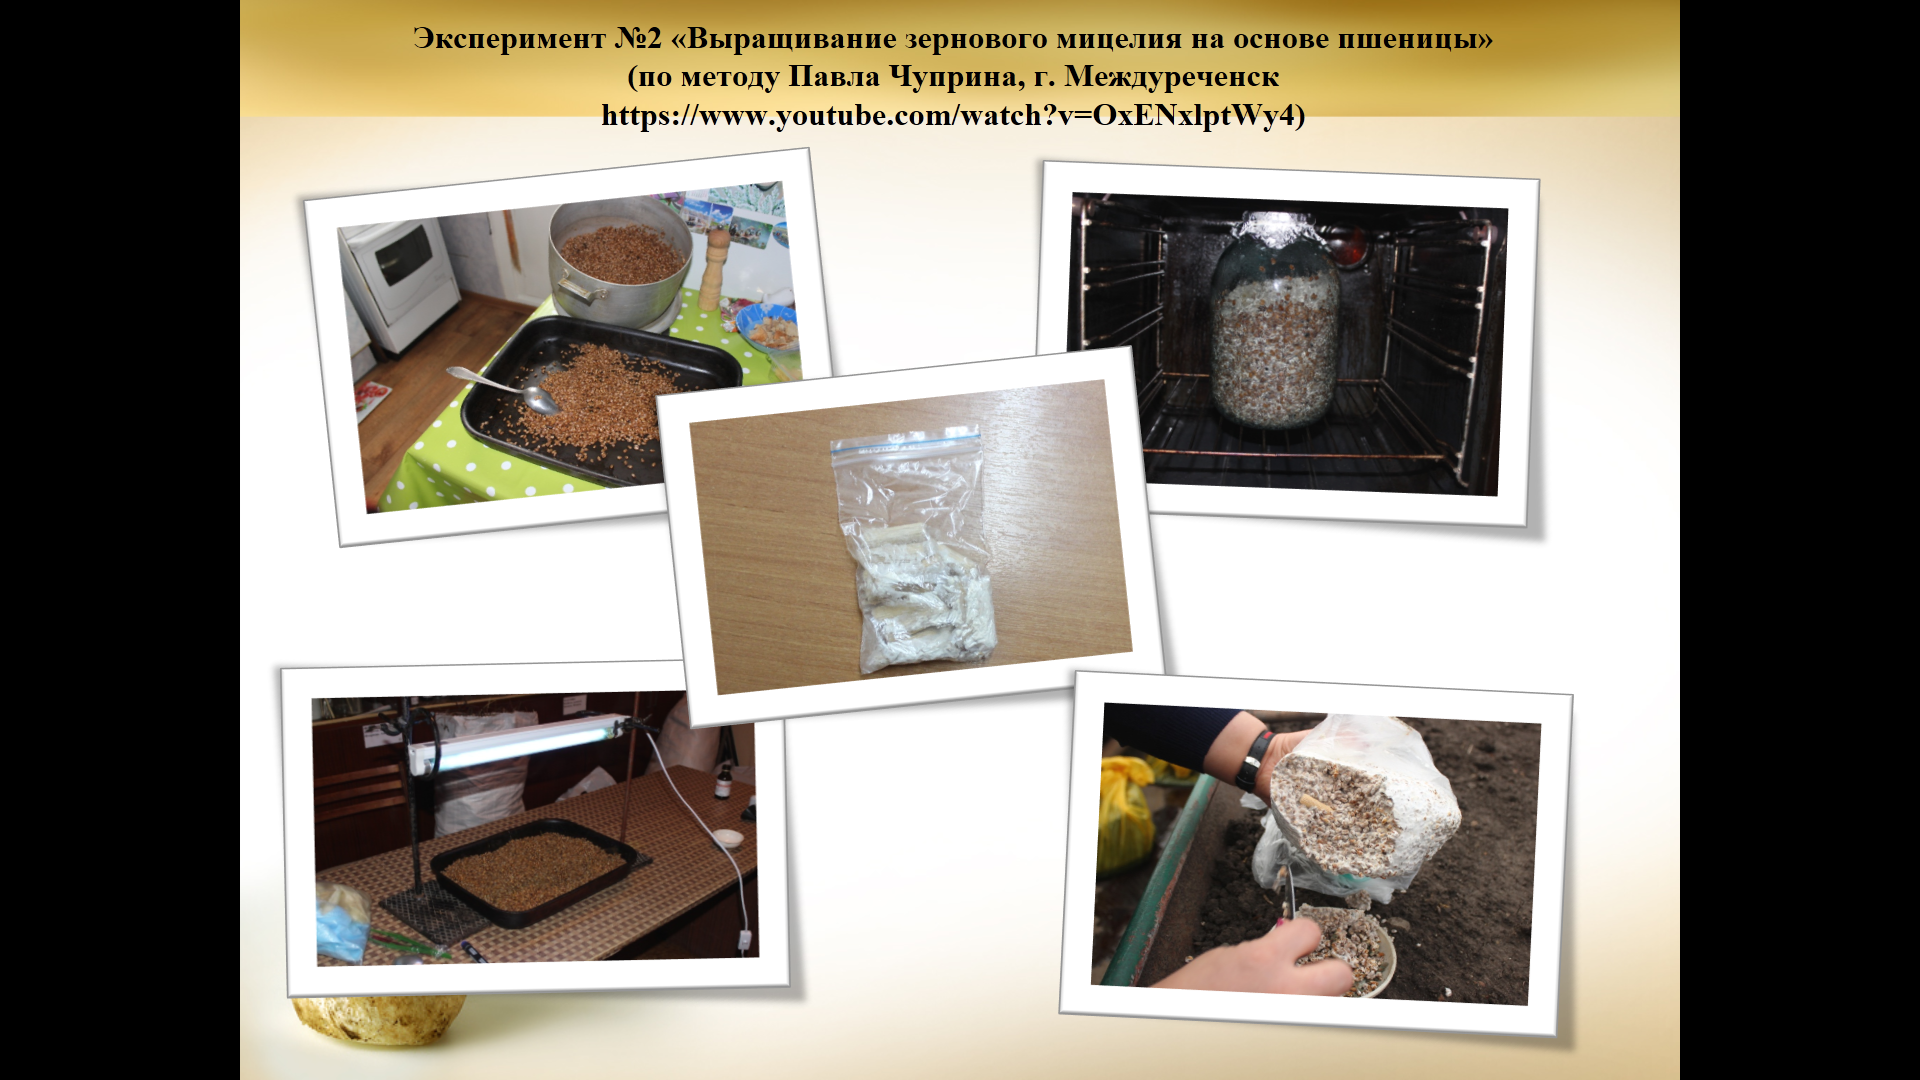 Эксперимент №2 «Выращивание зернового мицелия на основе пшеницы»
(по методу Павла Чуприна, г. Междуреченск
https://www.youtube.com/watch?v=OxENxlptWy4)